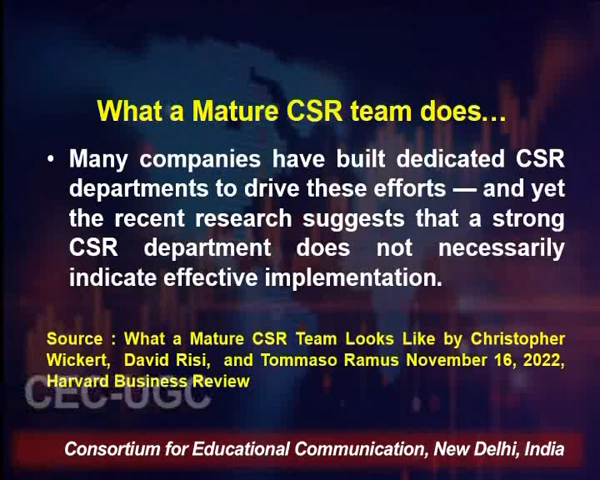 What a Mature CSR team does…
• Many companies have built dedicated CSR
departments to drive these efforts — and yet
the recent research suggests that a strong
CSR department does not necessarily
indicate effective implementation.
Source : What a Mature CSR Team Looks Like by Christopher
Wickert, David Risi, and Tommaso Ramus November 16, 2022,
Harvard Business Review
CEC-UGC
Consortium for Educational Communication, New Delhi, India